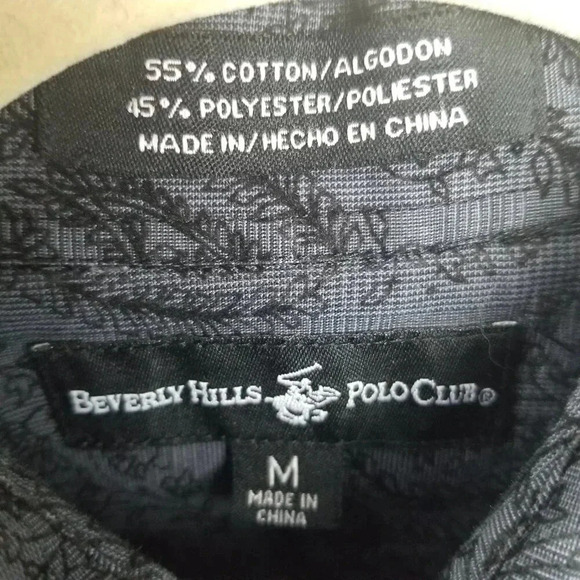 55% COTTON/ALGODON
45% POLYESTER/POLIESTER
MADE IN/HECHO EN CHINA
BEVERLY HILLS POLO CLUB®
M
MADE IN
CHINA